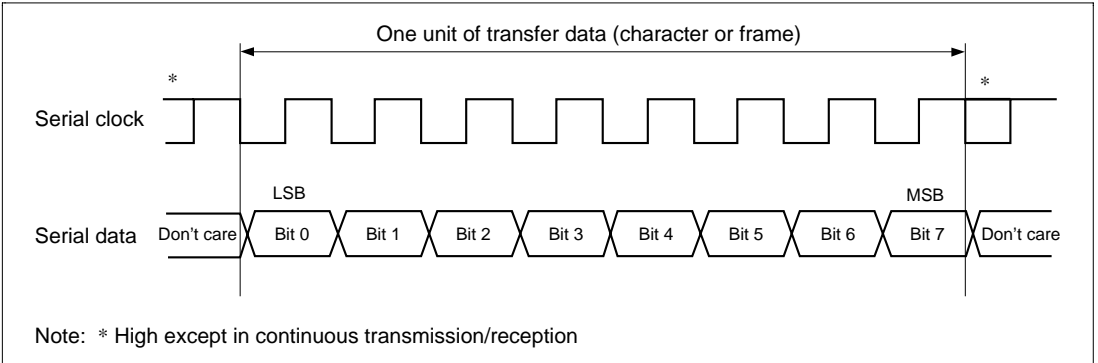 One unit of transfer data (character or frame)
* *
Serial clock
LSB MSB
Serial data Don't care Bit 0 Bit 1 Bit 2 Bit 3 Bit 4 Bit 5 Bit 6 Bit 7 Don't care
Note: * High except in continuous transmission/reception